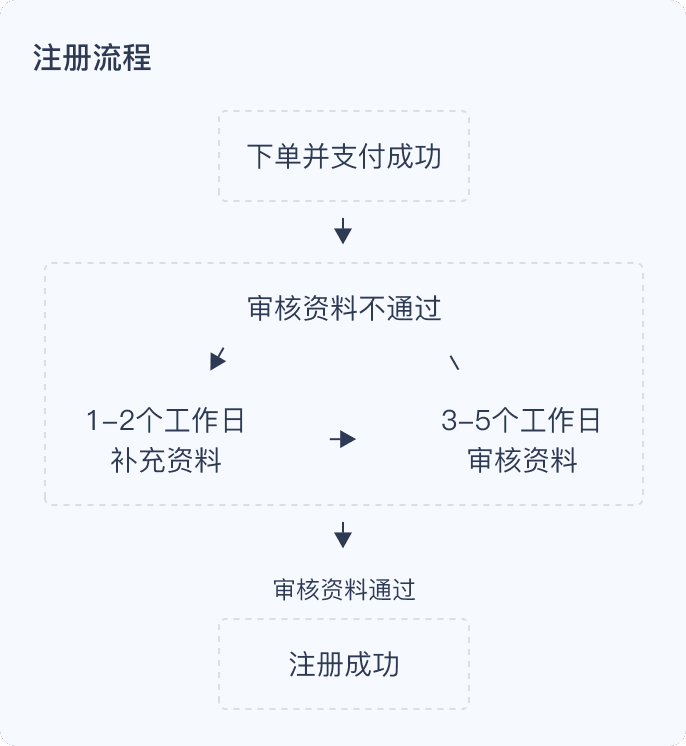 注册流程
下单并支付成功
审核资料不通过
1–2个工作日
补充资料
3–5个工作日
审核资料
审核资料通过
注册成功